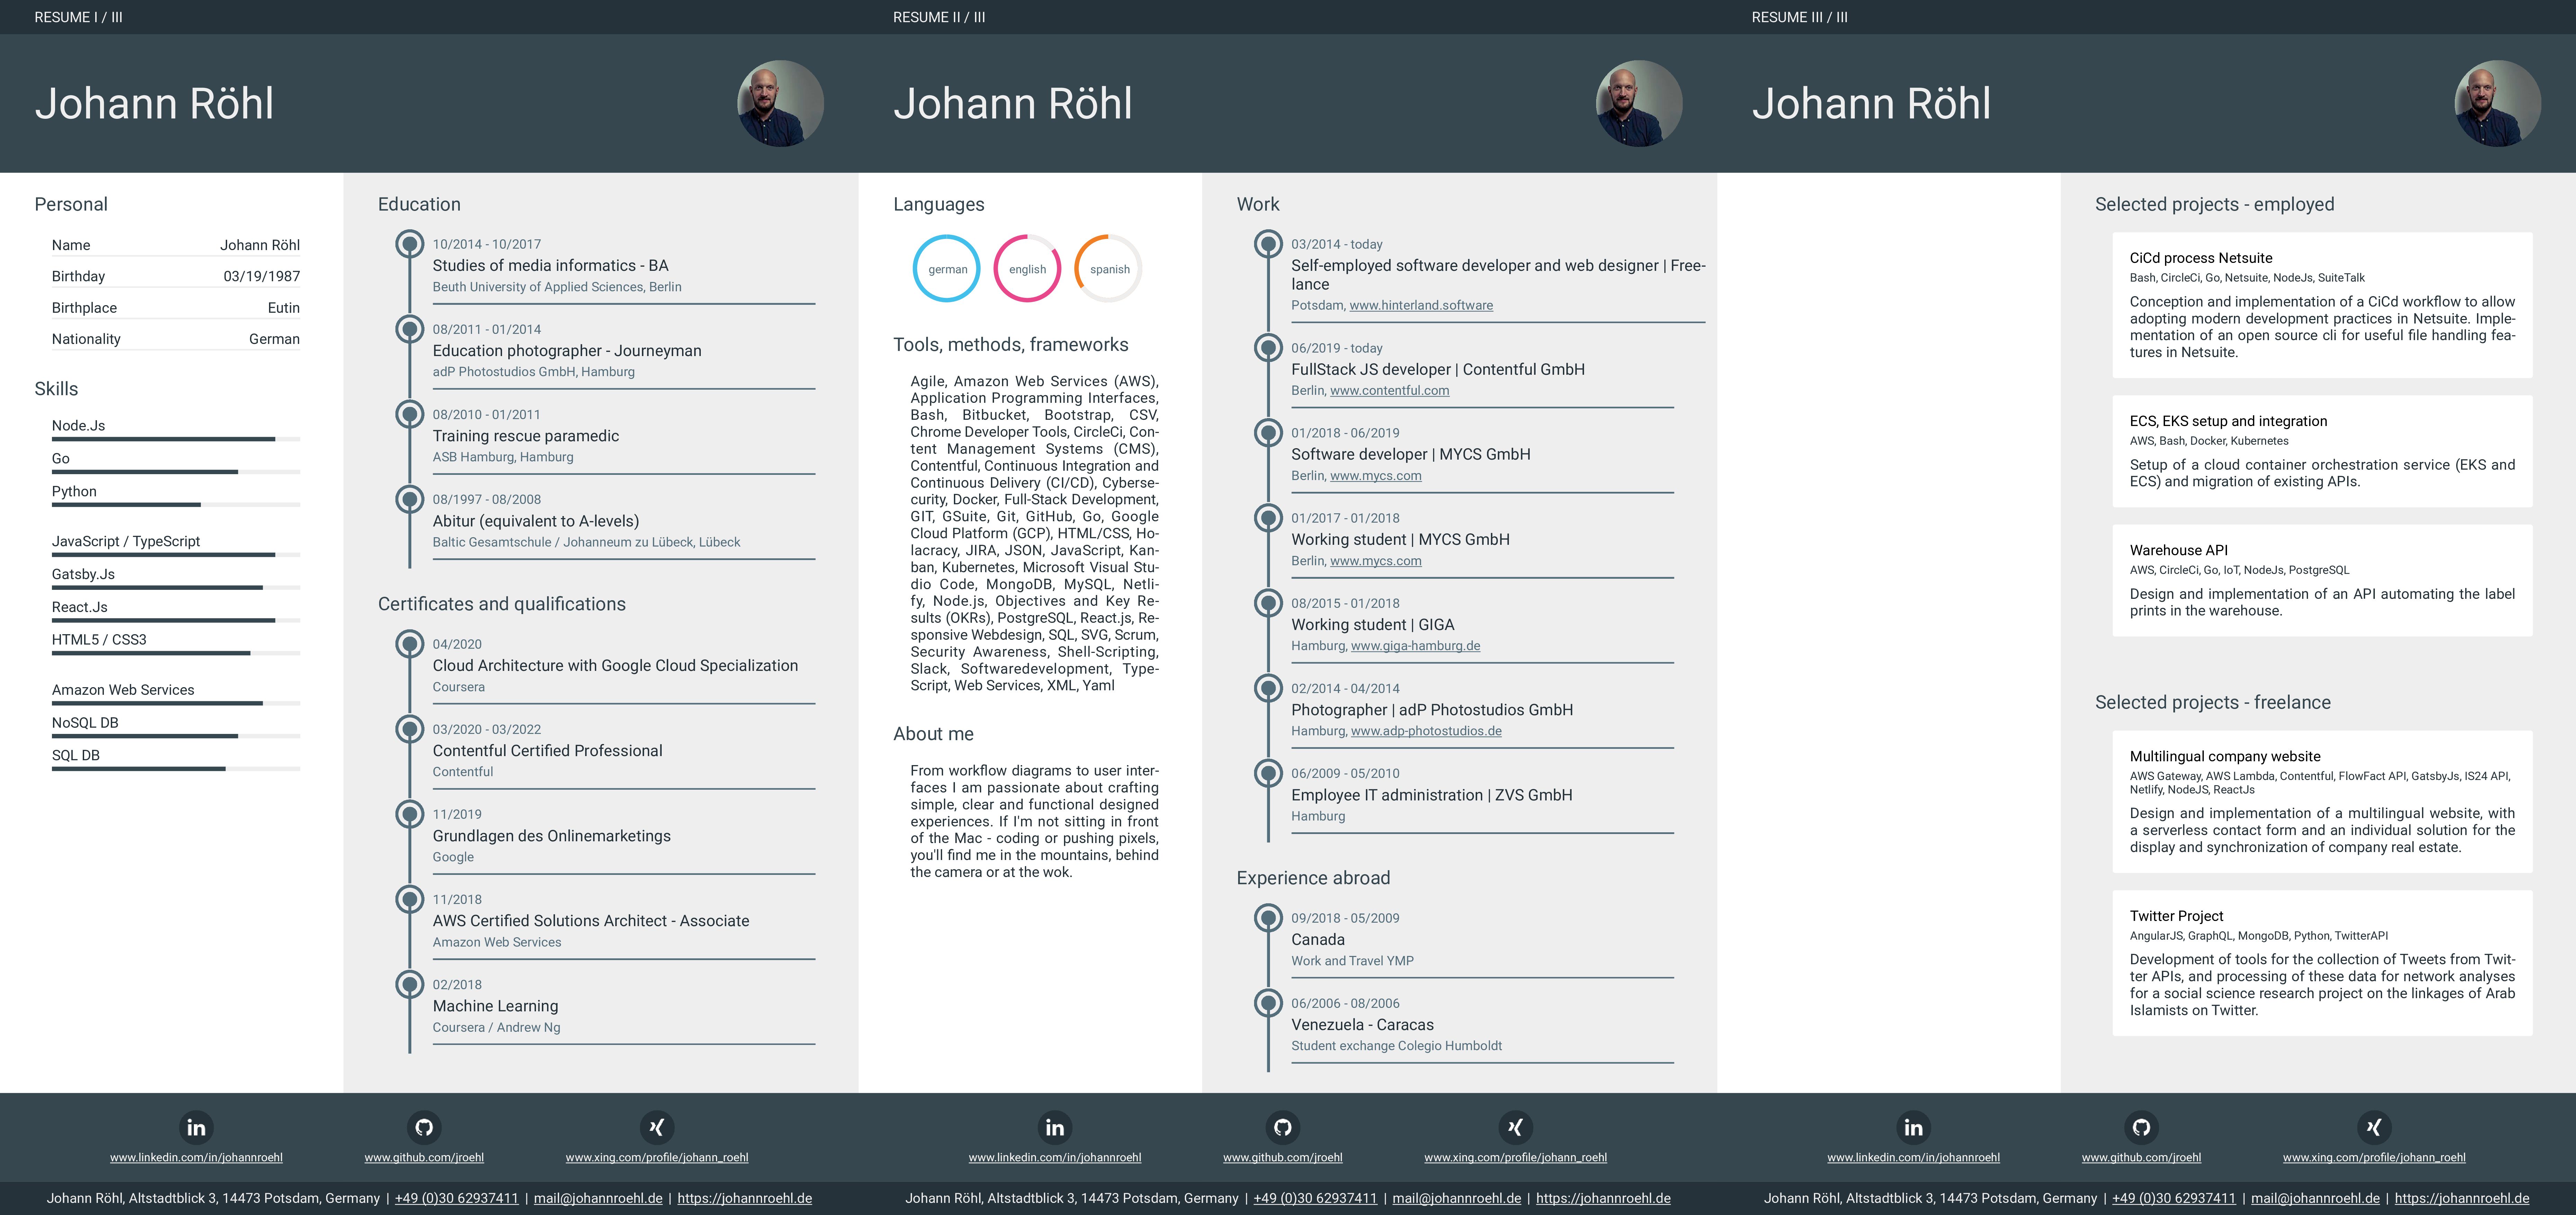 RESUME I / III
Johann Röhl
Personal
Name Johann Röhl
Birthday 03/19/1987
Birthplace Eutin
Nationality German
Skills
Node.Js
Go
Python
JavaScript / TypeScript
Gatsby.Js
React.Js
HTML5 / CSS3
Amazon Web Services
NoSQL DB
SQL DB
Education
10/2014 - 10/2017
Studies of media informatics - BA
Beuth University of Applied Sciences, Berlin
08/2011 - 01/2014
Education photographer - Journeyman
adP Photostudios GmbH, Hamburg
08/2010 - 01/2011
Training rescue paramedic
ASB Hamburg, Hamburg
08/1997 - 08/2008
Abitur (equivalent to A-levels)
Baltic Gesamtschule / Johanneum zu Lübeck, Lübeck
Certificates and qualifications
04/2020
Cloud Architecture with Google Cloud Specialization
Coursera
03/2020 - 03/2022
Contentful Certified Professional
Contentful
11/2019
Grundlagen des Onlinemarketings
Google
11/2018
AWS Certified Solutions Architect - Associate
Amazon Web Services
02/2018
Machine Learning
Coursera / Andrew Ng
www.linkedin.com/in/johannroehl
www.github.com/jroehl
www.xing.com/profile/johann_roehl
Johann Röhl, Altstadtblick 3, 14473 Potsdam, Germany | +49 (0)30 62937411 | mail@johannroehl.de | https://johannroehl.de
RESUME II / III
Johann Röhl
Languages
german
english
spanish
Tools, methods, frameworks
Agile, Amazon Web Services (AWS),
Application Programming Interfaces,
Bash, Bitbucket, Bootstrap, CSV,
Chrome Developer Tools, CircleCi, Con-
tent Management Systems (CMS),
Contentful, Continuous Integration and
Continuous Delivery (CI/CD), Cyberse-
curity, Docker, Full-Stack Development,
GIT, GSuite, Git, GitHub, Go, Google
Cloud Platform (GCP), HTML/CSS, Ho-
lacracy, JIRA, JSON, JavaScript, Kan-
ban, Kubernetes, Microsoft Visual Stu-
dio Code, MongoDB, MySQL, Netli-
fy, Node.js, Objectives and Key Re-
sults (OKRs), PostgreSQL, React.js, Re-
sponsive Webdesign, SQL, SVG, Scrum,
Security Awareness, Shell-Scripting,
Slack, Softwaredevelopment, Type-
Script, Web Services, XML, Yaml
About me
From workflow diagrams to user inter-
faces I am passionate about crafting
simple, clear and functional designed
experiences. If I'm not sitting in front
of the Mac - coding or pushing pixels,
you'll find me in the mountains, behind
the camera or at the wok.
Work
03/2014 - today
Self-employed software developer and web designer | Free-
lance
Potsdam, www.hinterland.software
06/2019 - today
FullStack JS developer | Contentful GmbH
Berlin, www.contentful.com
01/2018 - 06/2019
Software developer | MYCS GmbH
Berlin, www.mycs.com
01/2017 - 01/2018
Working student | MYCS GmbH
Berlin, www.mycs.com
08/2015 - 01/2018
Working student | GIGA
Hamburg, www.giga-hamburg.de
02/2014 - 04/2014
Photographer | adP Photostudios GmbH
Hamburg, www.adp-photostudios.de
06/2009 - 05/2010
Employee IT administration | ZVS GmbH
Hamburg
Experience abroad
09/2018 - 05/2009
Canada
Work and Travel YMP
06/2006 - 08/2006
Venezuela - Caracas
Student exchange Colegio Humboldt
www.linkedin.com/in/johannroehl
www.github.com/jroehl
www.xing.com/profile/johann_roehl
Johann Röhl, Altstadtblick 3, 14473 Potsdam, Germany | +49 (0)30 62937411 | mail@johannroehl.de | https://johannroehl.de
RESUME III / III
Johann Röhl
Selected projects - employed
CiCd process Netsuite
Bash, CircleCi, Go, Netsuite, NodeJs, SuiteTalk
Conception and implementation of a CiCd workflow to allow
adopting modern development practices in Netsuite. Imple-
mentation of an open source cli for useful file handling fea-
tures in Netsuite.
ECS, EKS setup and integration
AWS, Bash, Docker, Kubernetes
Setup of a cloud container orchestration service (EKS and
ECS) and migration of existing APIs.
Warehouse API
AWS, CircleCi, Go, IoT, NodeJs, PostgreSQL
Design and implementation of an API automating the label
prints in the warehouse.
Selected projects - freelance
Multilingual company website
AWS Gateway, AWS Lambda, Contentful, FlowFact API, GatsbyJs, IS24 API,
Netlify, NodeJS, ReactJs
Design and implementation of a multilingual website, with
a serverless contact form and an individual solution for the
display and synchronization of company real estate.
Twitter Project
AngularJS, GraphQL, MongoDB, Python, TwitterAPI
Development of tools for the collection of Tweets from Twit-
ter APIs, and processing of these data for network analyses
for a social science research project on the linkages of Arab
Islamists on Twitter.
www.linkedin.com/in/johannroehl
www.github.com/jroehl
www.xing.com/profile/johann_roehl
Johann Röhl, Altstadtblick 3, 14473 Potsdam, Germany | +49 (0)30 62937411 | mail@johannroehl.de | https://johannroehl.de